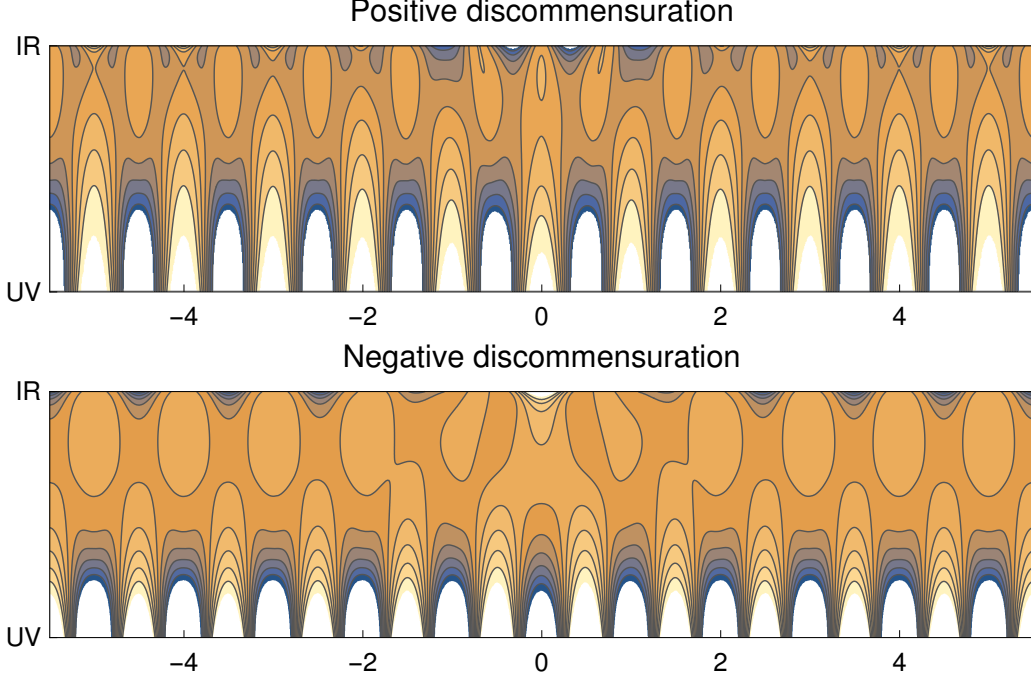 Positive discommensuration
IR
UV
−4 −2 0 2 4
Negative discommensuration
IR
UV
−4 −2 0 2 4